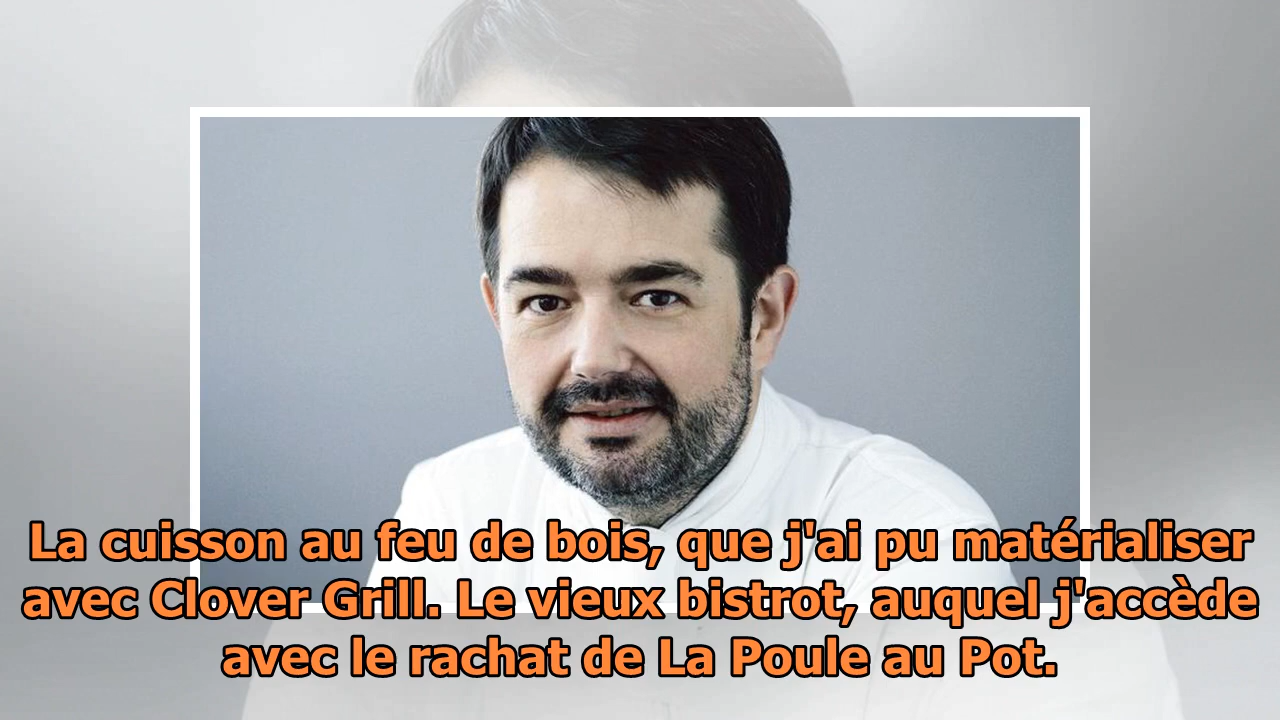 La cuisson au feu de bois, que j'ai pu matérialiser
avec Clover Grill. Le vieux bistrot, auquel j'accède
avec le rachat de La Poule au Pot.